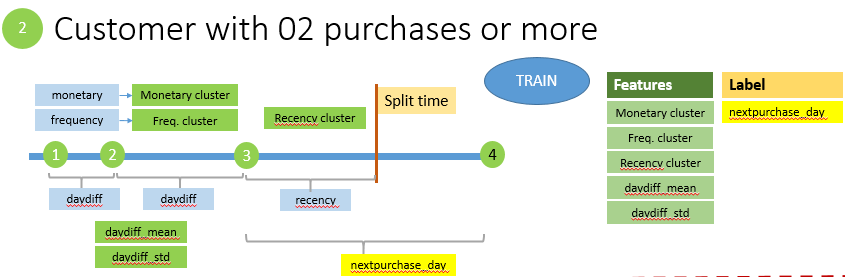 2 Customer with 02 purchases or more
monetary
Monetary cluster
frequency
Freq. cluster
Recency cluster
Split time
TRAIN
1
2
3
4
daydiff
daydiff
recency
daydiff_mean
daydiff_std
nextpurchase_day
Features
Monetary cluster
Freq. cluster
Recency cluster
daydiff_mean
daydiff_std
Label
nextpurchase_day